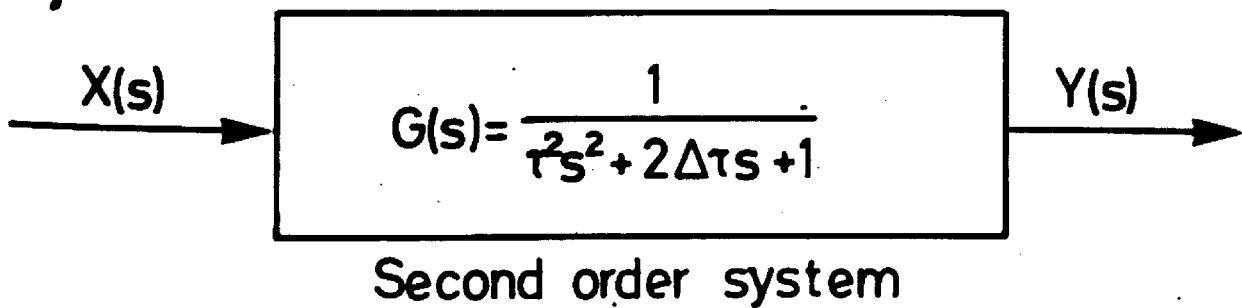 X(s)
G(s)= 1/(τ²s²+2Δτs+1)
Y(s)
Second order system